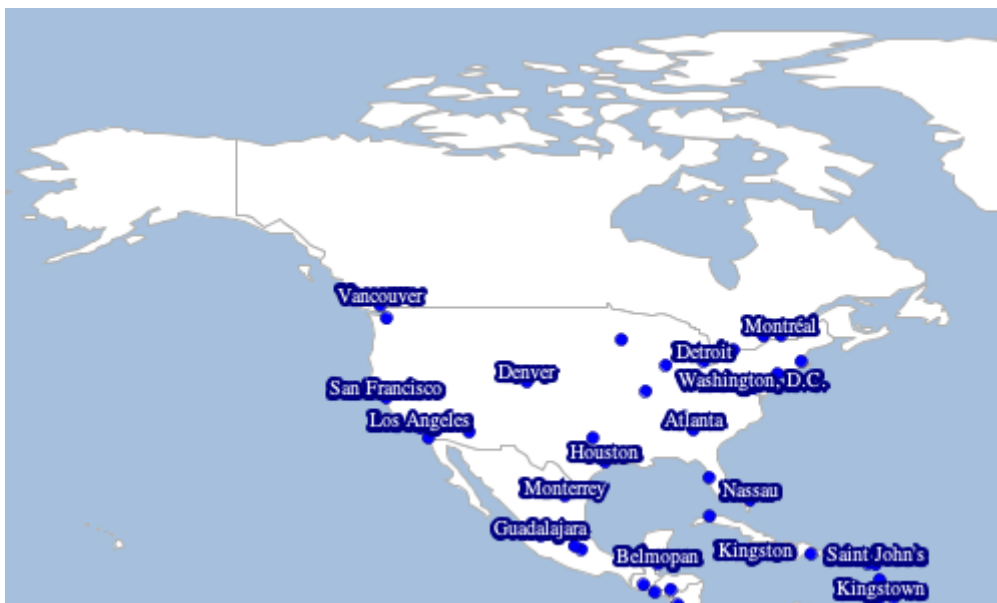 Vancouver
Montréal
Detroit
Denver
Washington, D.C.
San Francisco
Los Angeles
Atlanta
Houston
Monterrey
Nassau
Guadalajara
Belmopan
Kingston
Saint John's
Kingstown